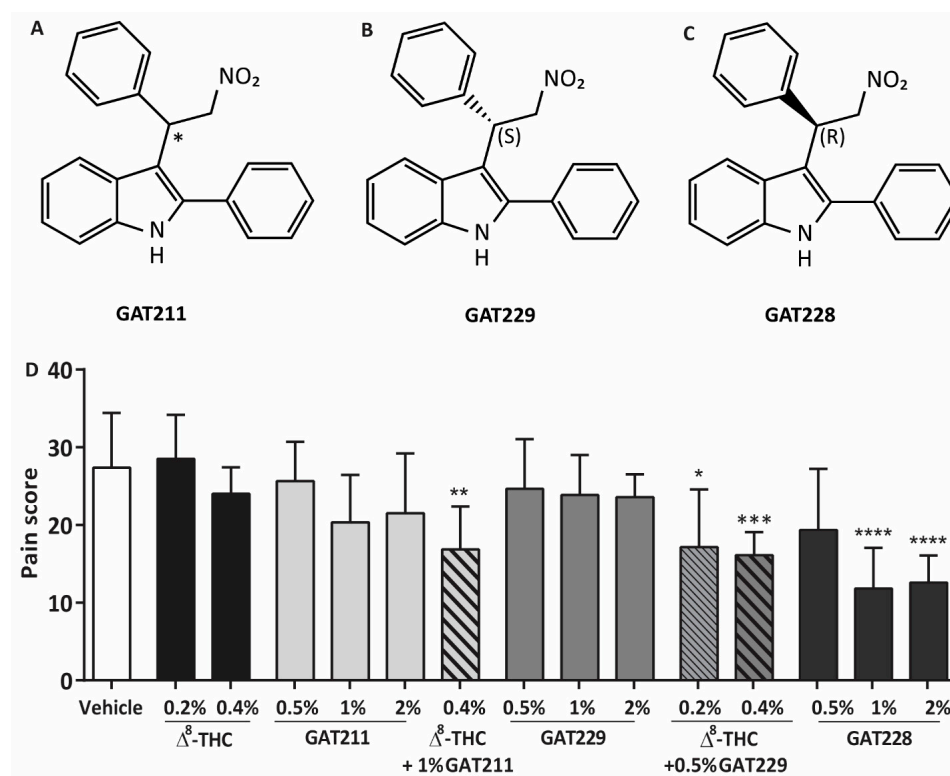 A
B
C
NO₂
NO₂
NO₂
*
(S)
(R)
N
H
N
H
N
H
GAT211
GAT229
GAT228
D
Pain score
40
30
20
10
0
**
*
***
****
****
Vehicle
0.2% 0.4%
0.5% 1% 2%
0.4%
0.5% 1% 2%
0.2% 0.4%
0.5% 1% 2%
Δ⁸-THC
GAT211
Δ⁸-THC
+ 1%GAT211
GAT229
Δ⁸-THC
+0.5%GAT229
GAT228